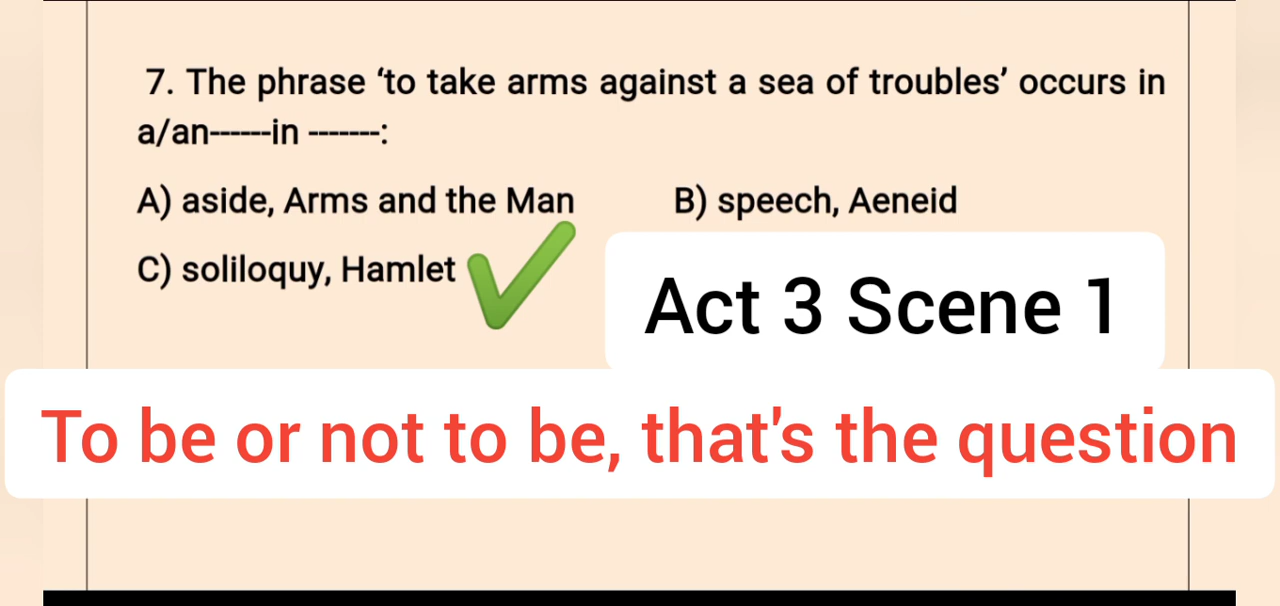 7. The phrase ‘to take arms against a sea of troubles’ occurs in
a/an------in -------:
A) aside, Arms and the Man B) speech, Aeneid
C) soliloquy, Hamlet
Act 3 Scene 1
To be or not to be, that's the question